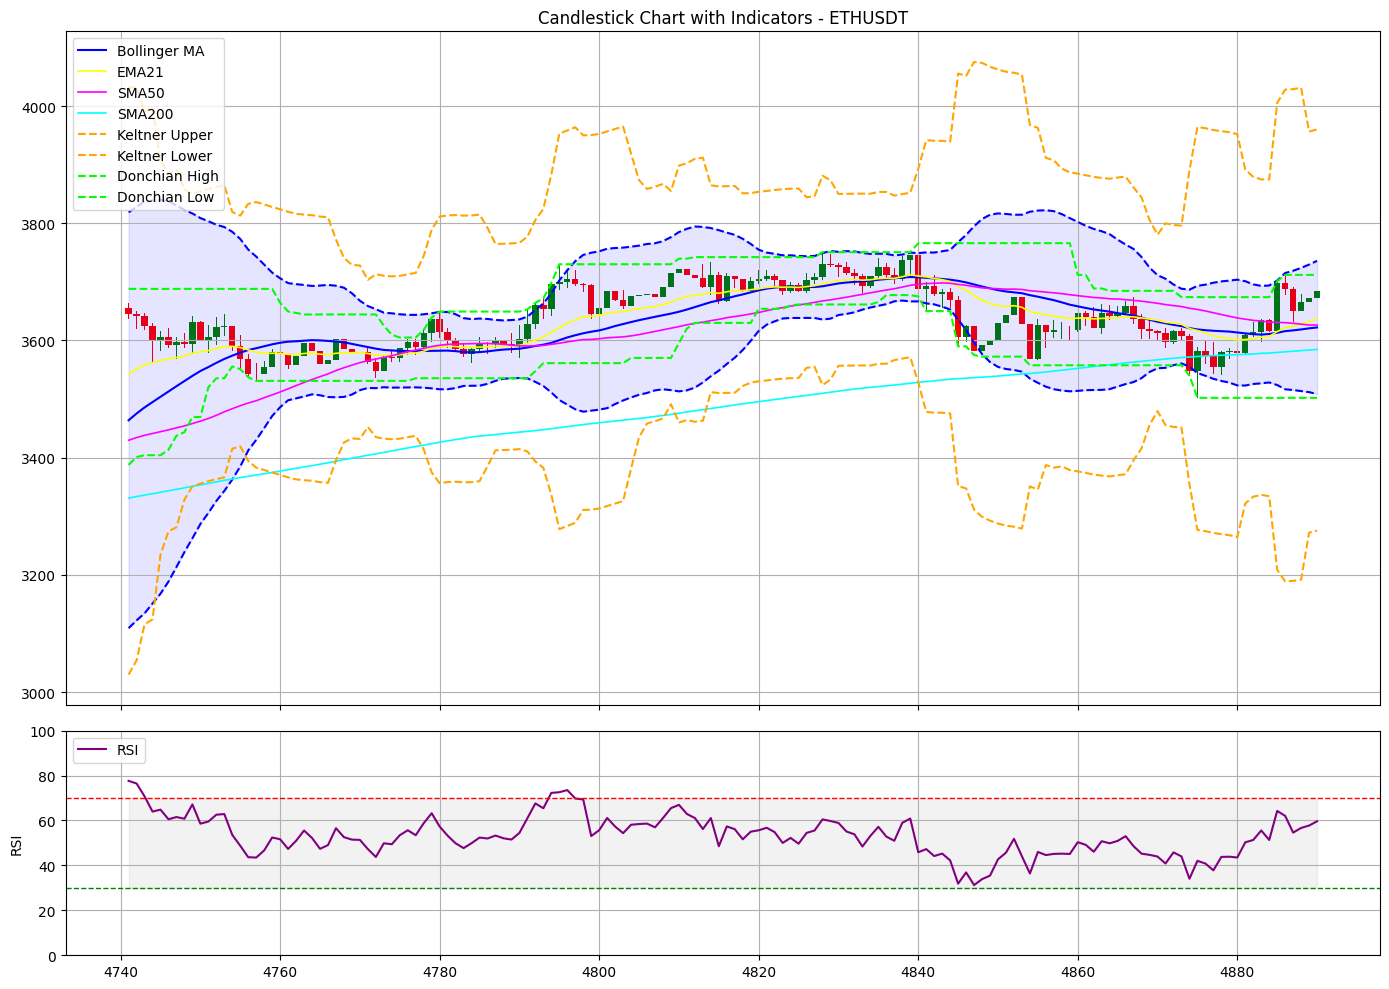 Candlestick Chart with Indicators - ETHUSDT
Bollinger MA
EMA21
SMA50
SMA200
Keltner Upper
Keltner Lower
Donchian High
Donchian Low
4000
3800
3600
3400
3200
3000
RSI
100
80
60
40
20
0
RSI
4740 4760 4780 4800 4820 4840 4860 4880